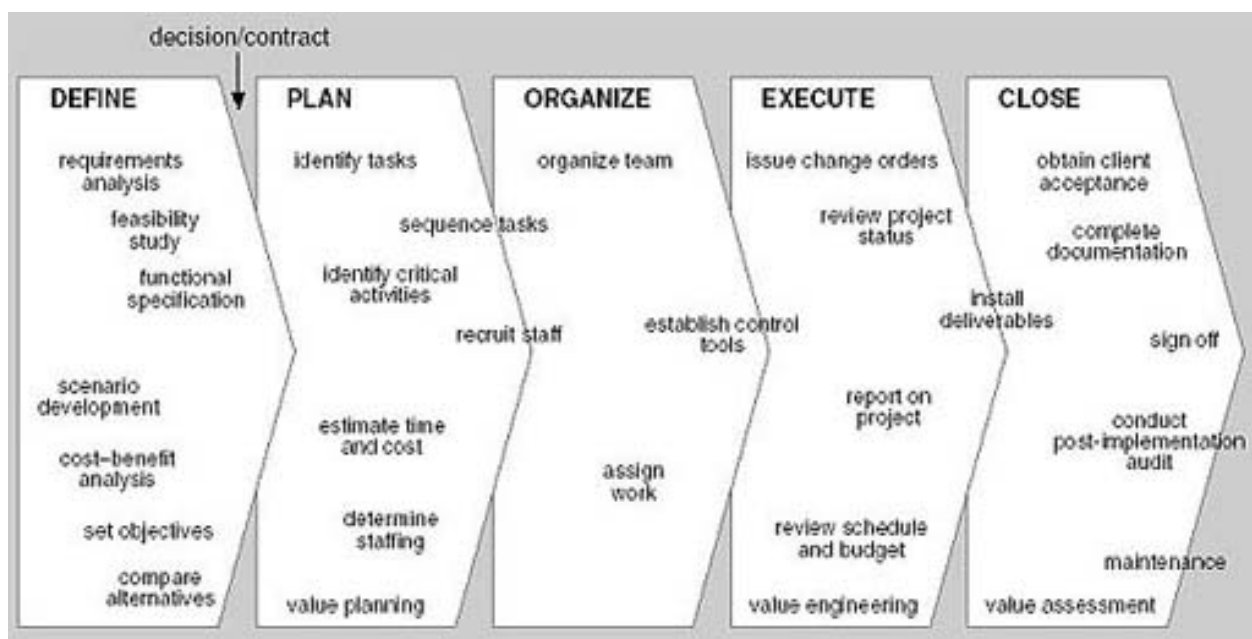 decision/contract
DEFINE
requirements
analysis
feasibility
study
functional
specification
scenario
development
cost–benefit
analysis
set objectives
compare
alternatives
PLAN
identify tasks
sequence tasks
identify critical
activities
recruit staff
estimate time
and cost
determine
staffing
value planning
ORGANIZE
organize team
establish control
tools
assign
work
EXECUTE
issue change orders
review project
status
install
deliverables
report on
project
review schedule
and budget
value engineering
CLOSE
obtain client
acceptance
complete
documentation
sign off
conduct
post-implementation
audit
maintenance
value assessment